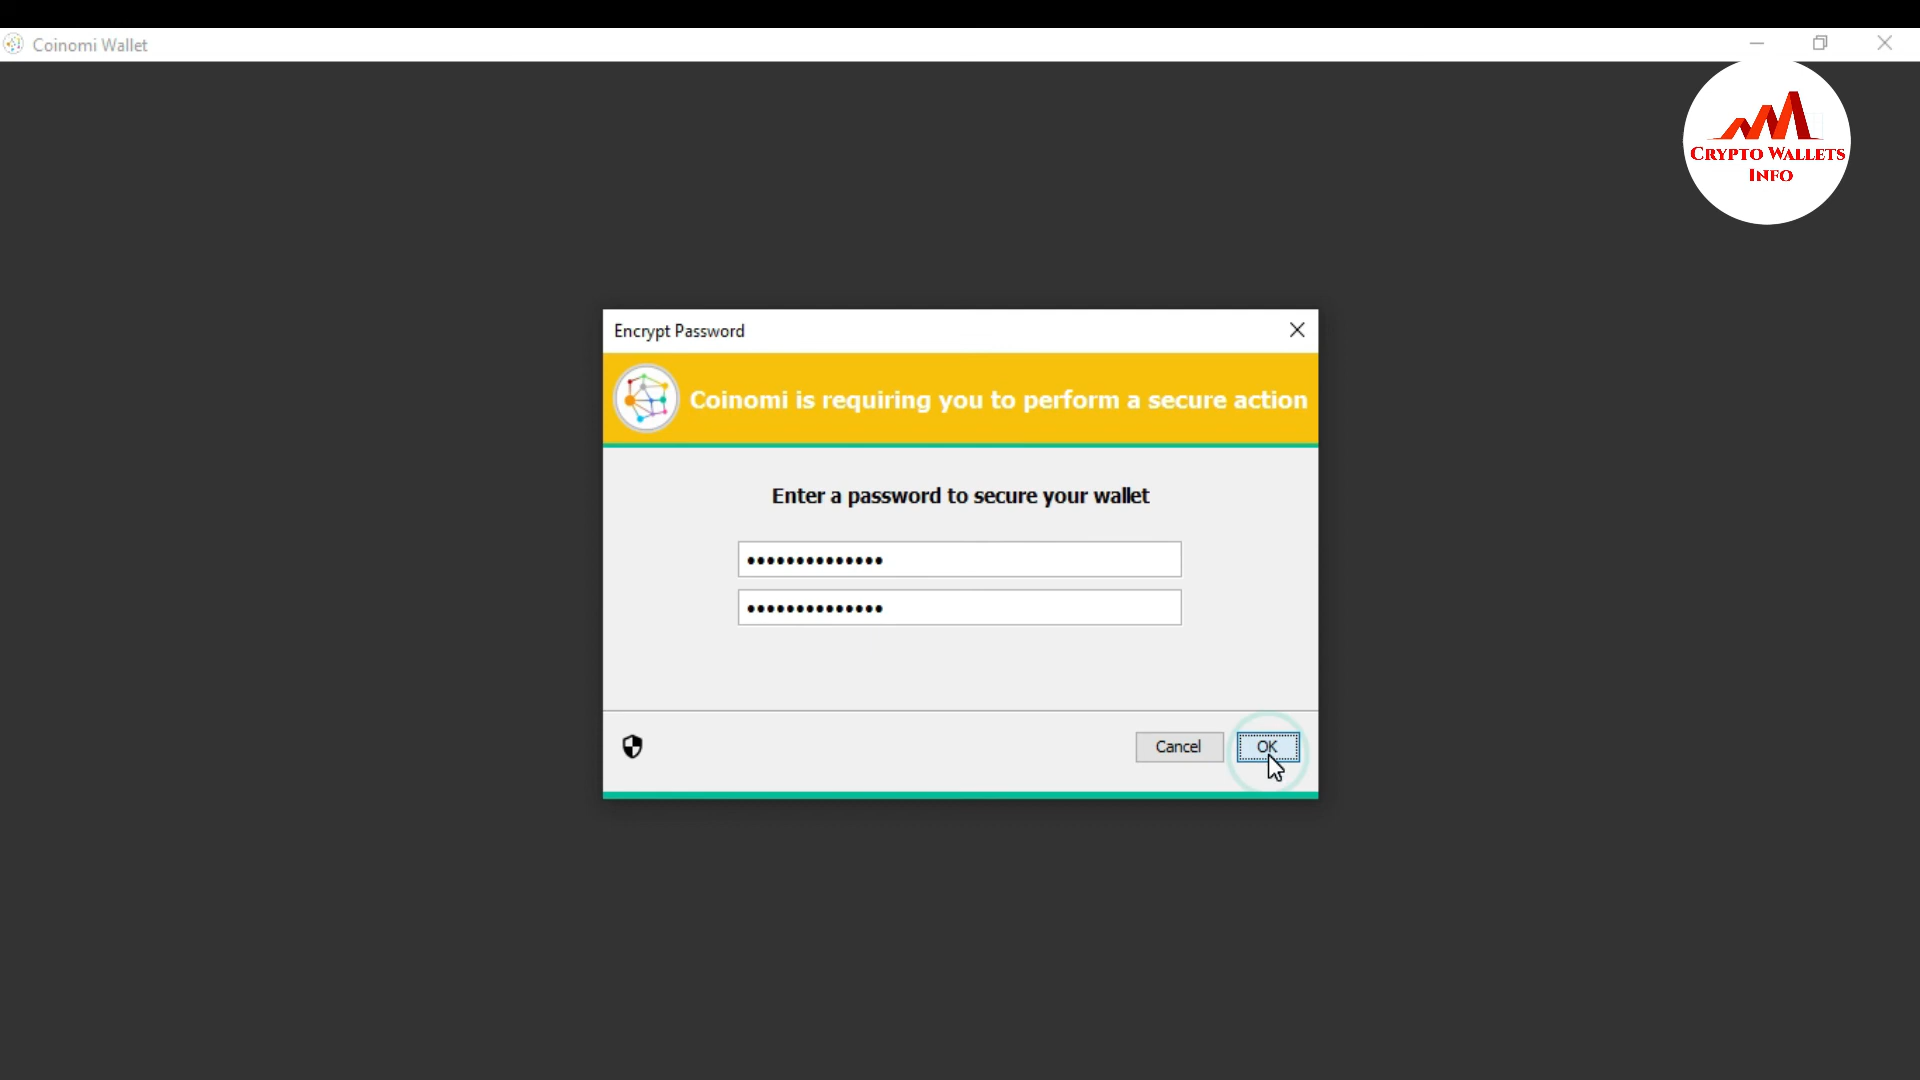 Coinomi Wallet
CRYPTO WALLETS
INFO
Encrypt Password
Coinomi is requiring you to perform a secure action
Enter a password to secure your wallet
••••••••••••••
••••••••••••••
Cancel
OK